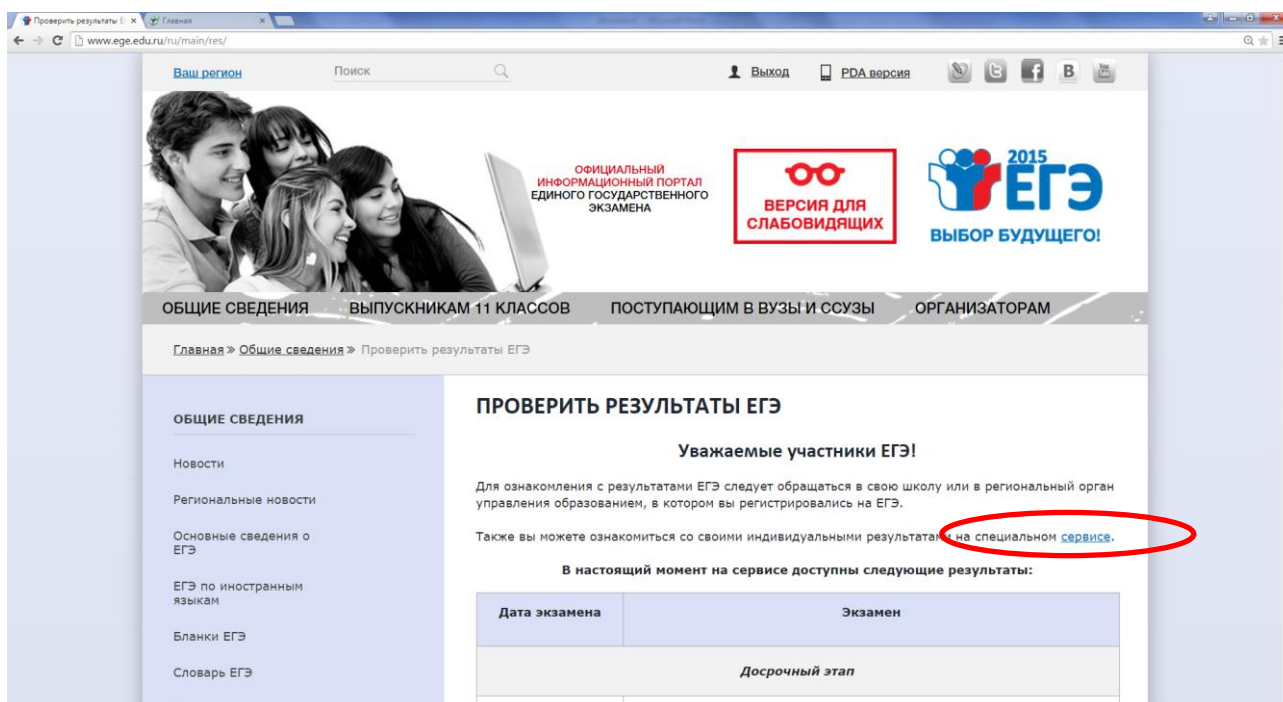 Проверить результаты Е
Главная
www.ege.edu.ru/ru/main/res/
Ваш регион
Поиск
Выход
PDA версия
ОФИЦИАЛЬНЫЙ
ИНФОРМАЦИОННЫЙ ПОРТАЛ
ЕДИНОГО ГОСУДАРСТВЕННОГО
ЭКЗАМЕНА
ВЕРСИЯ ДЛЯ
СЛАБОВИДЯЩИХ
2015
ЕГЭ
ВЫБОР БУДУЩЕГО!
ОБЩИЕ СВЕДЕНИЯ ВЫПУСКНИКАМ 11 КЛАССОВ ПОСТУПАЮЩИМ В ВУЗЫ И ССУЗЫ ОРГАНИЗАТОРАМ
Главная » Общие сведения » Проверить результаты ЕГЭ
ОБЩИЕ СВЕДЕНИЯ
Новости
Региональные новости
Основные сведения о
ЕГЭ
ЕГЭ по иностранным
языкам
Бланки ЕГЭ
Словарь ЕГЭ
ПРОВЕРИТЬ РЕЗУЛЬТАТЫ ЕГЭ
Уважаемые участники ЕГЭ!
Для ознакомления с результатами ЕГЭ следует обращаться в свою школу или в региональный орган
управления образованием, в котором вы регистрировались на ЕГЭ.
Также вы можете ознакомиться со своими индивидуальными результатами на специальном сервисе.
В настоящий момент на сервисе доступны следующие результаты:
Дата экзамена Экзамен
Досрочный этап